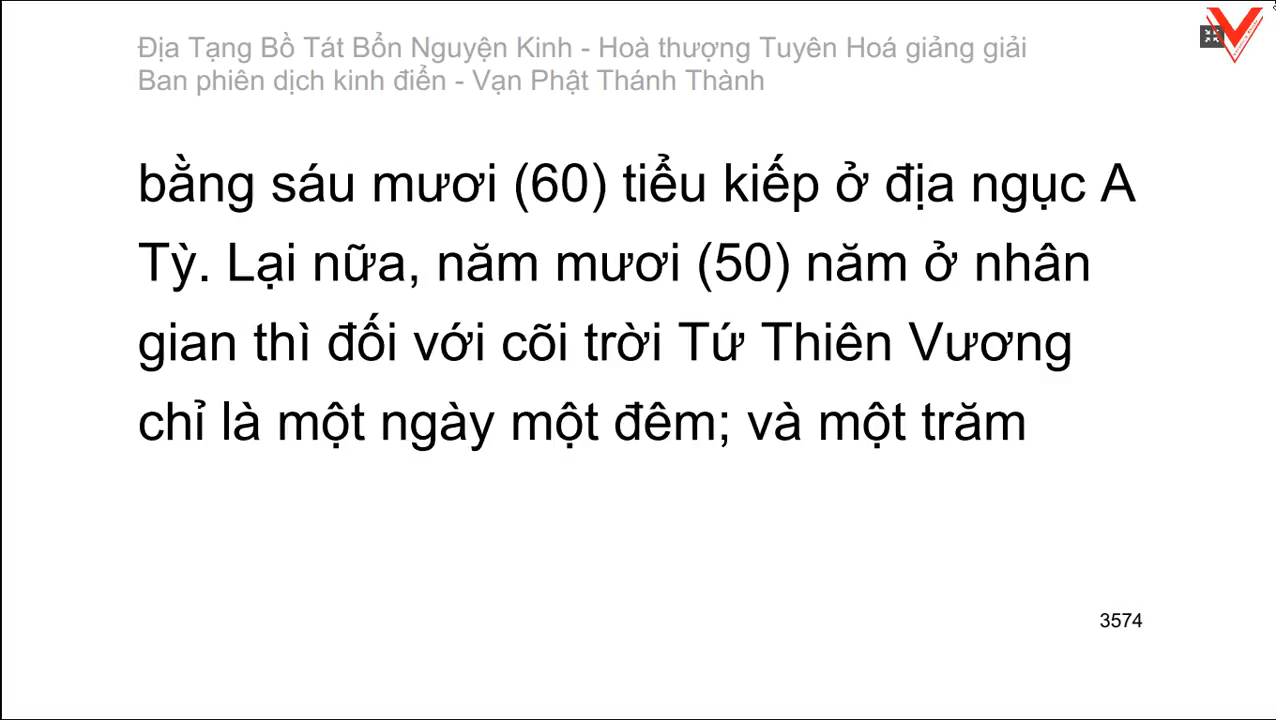 Địa Tạng Bồ Tát Bổn Nguyện Kinh - Hoà thượng Tuyên Hoá giảng giải
Ban phiên dịch kinh điển - Vạn Phật Thánh Thành
bằng sáu mươi (60) tiểu kiếp ở địa ngục A
Tỳ. Lại nữa, năm mươi (50) năm ở nhân
gian thì đối với cõi trời Tứ Thiên Vương
chỉ là một ngày một đêm; và một trăm
3574